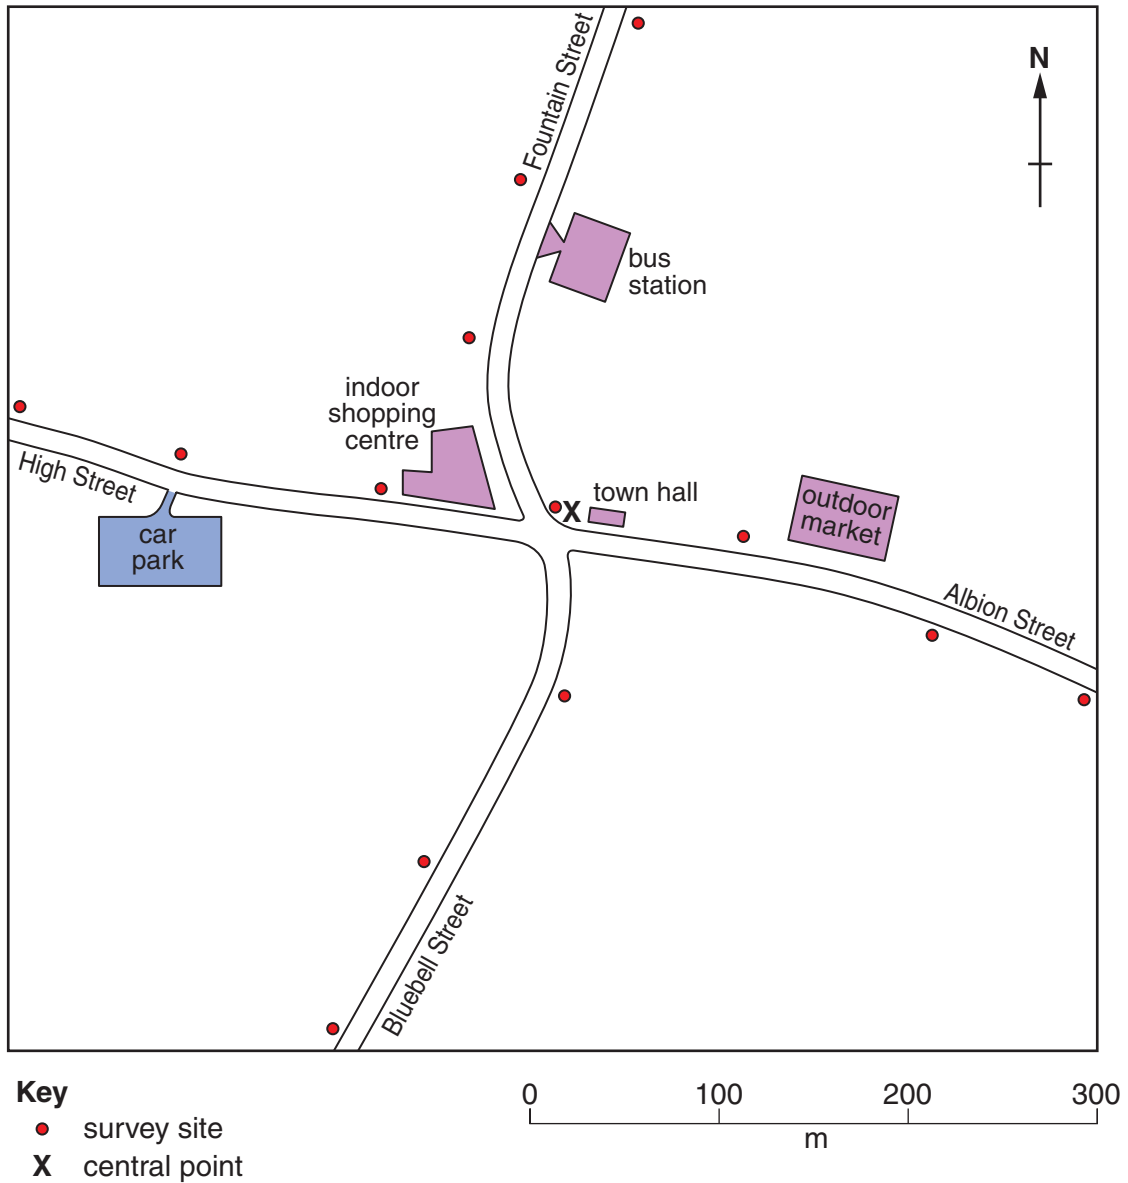 Fountain Street
N
bus
station
indoor
shopping
centre
High Street
car
park
X
town hall
outdoor
market
Albion Street
Bluebell Street
Key
survey site
X central point
0 100 200 300
m